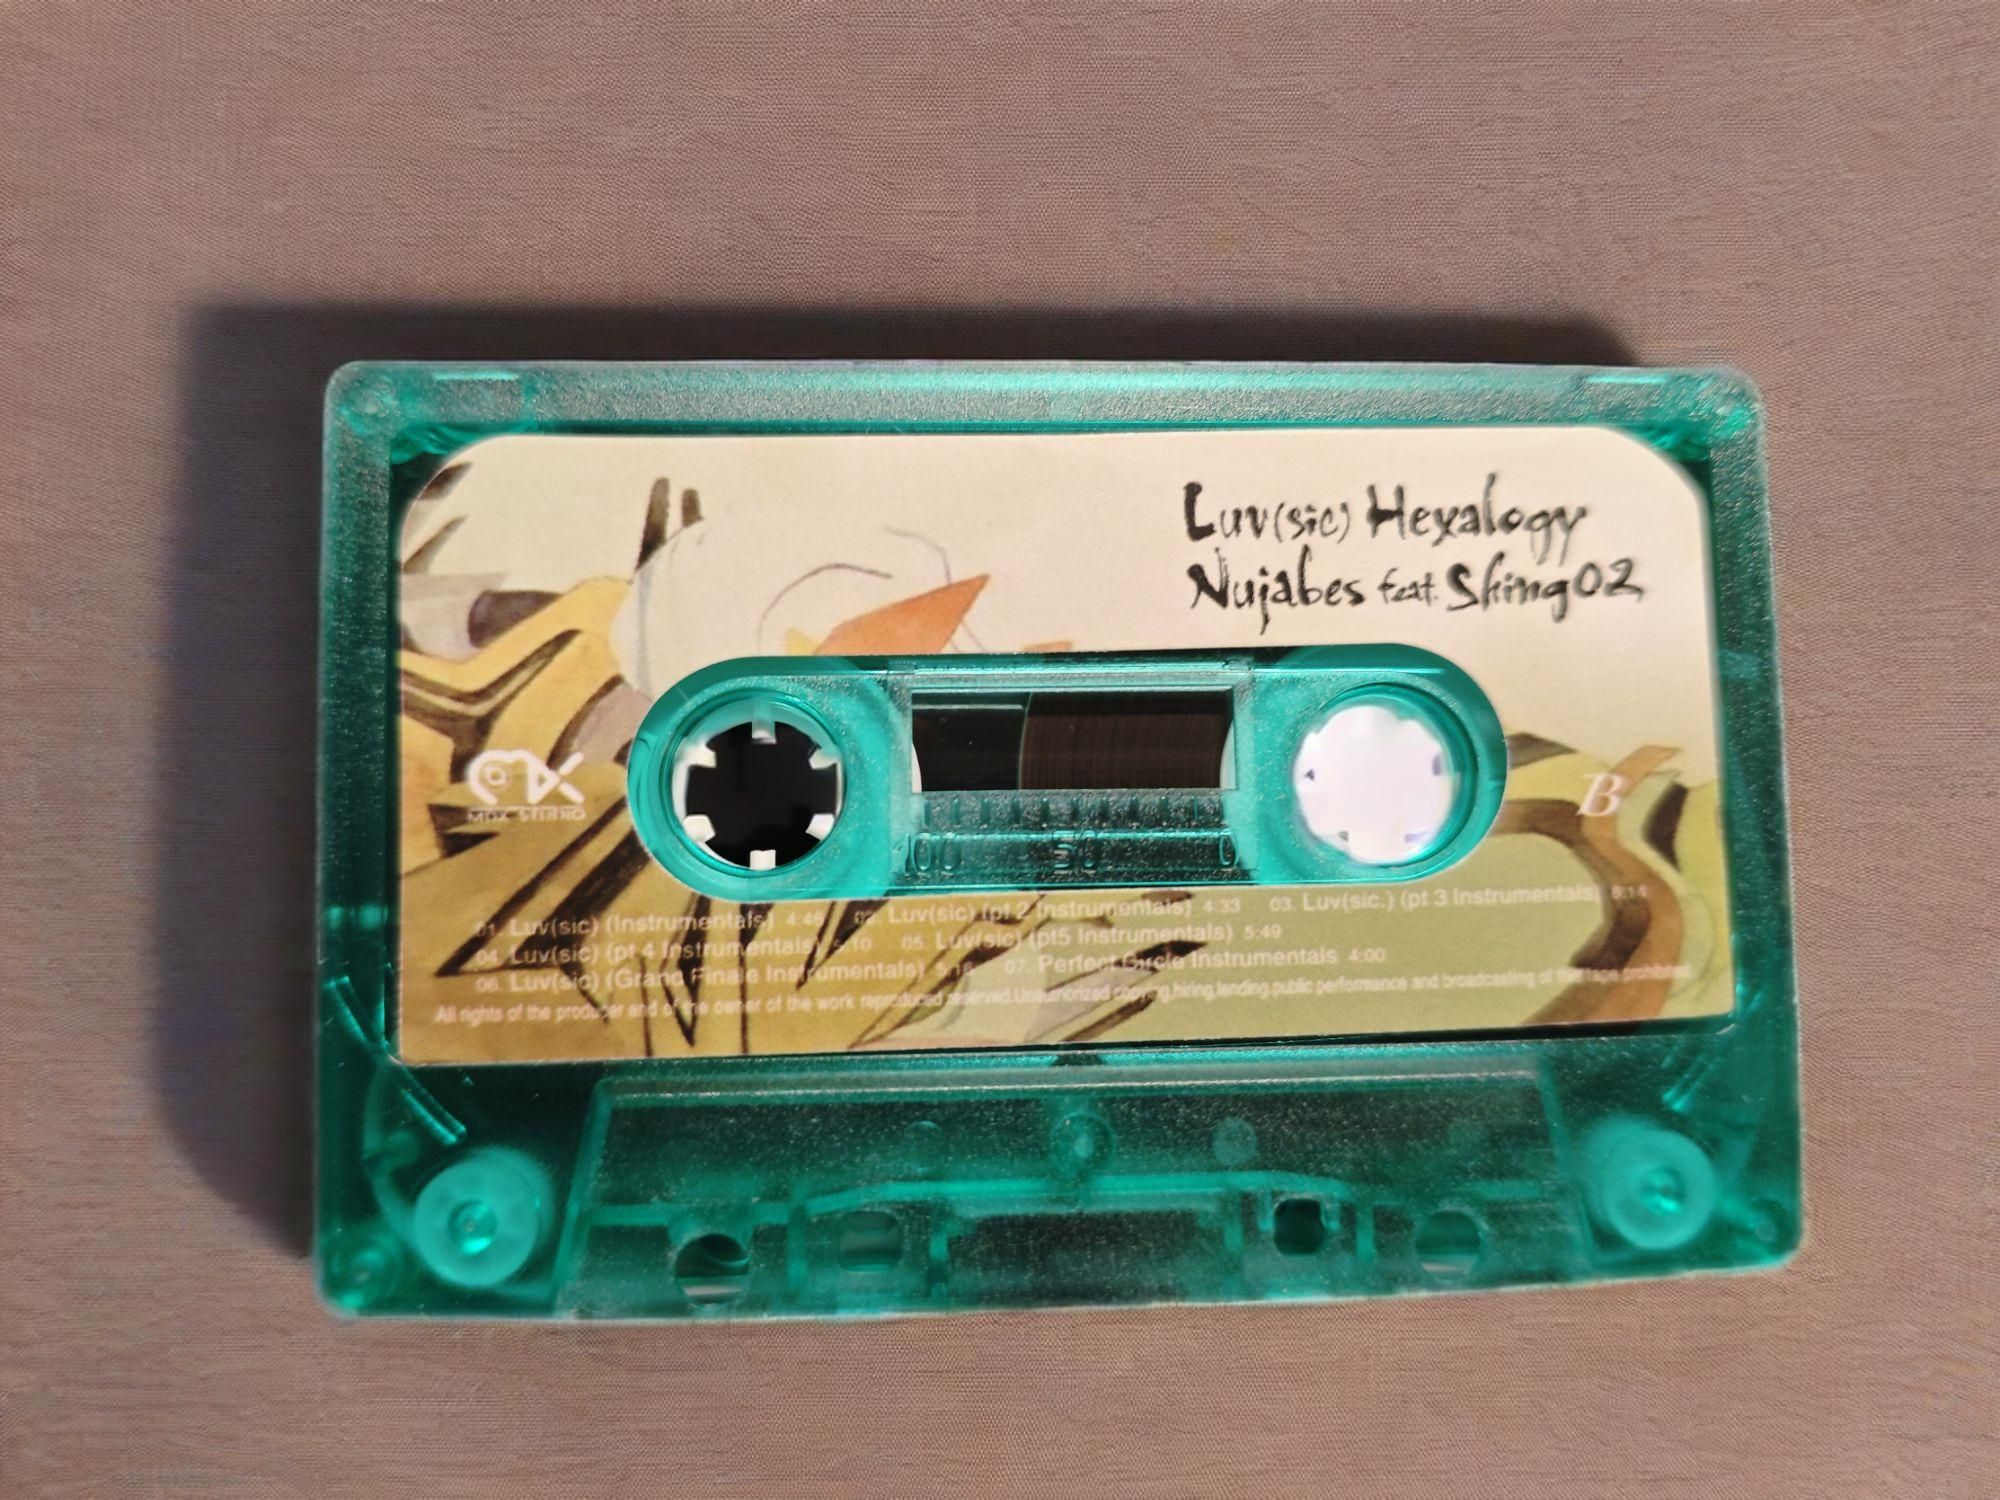 Luv(sic) Hexalogy
Nujabes feat. Shing02
MDK STUDIO
B
100 50 0
01. Luv(sic) (Instrumentals) 4:46 02. Luv(sic) (pt 2 Instrumentals) 4:33 03. Luv(sic.) (pt 3 Instrumentals)
04. Luv(sic) (pt 4 Instrumentals) 5:10 05. Luv(sic) (pt5 Instrumentals) 5:49
06. Luv(sic) (Grand Finale Instrumentals) 07. Perfect Circle Instrumentals 4:00
All rights of the producer and of the owner of the work reproduced reserved.Unauthorized copying,hiring,lending,public performance and broadcasting of this tape prohibited.